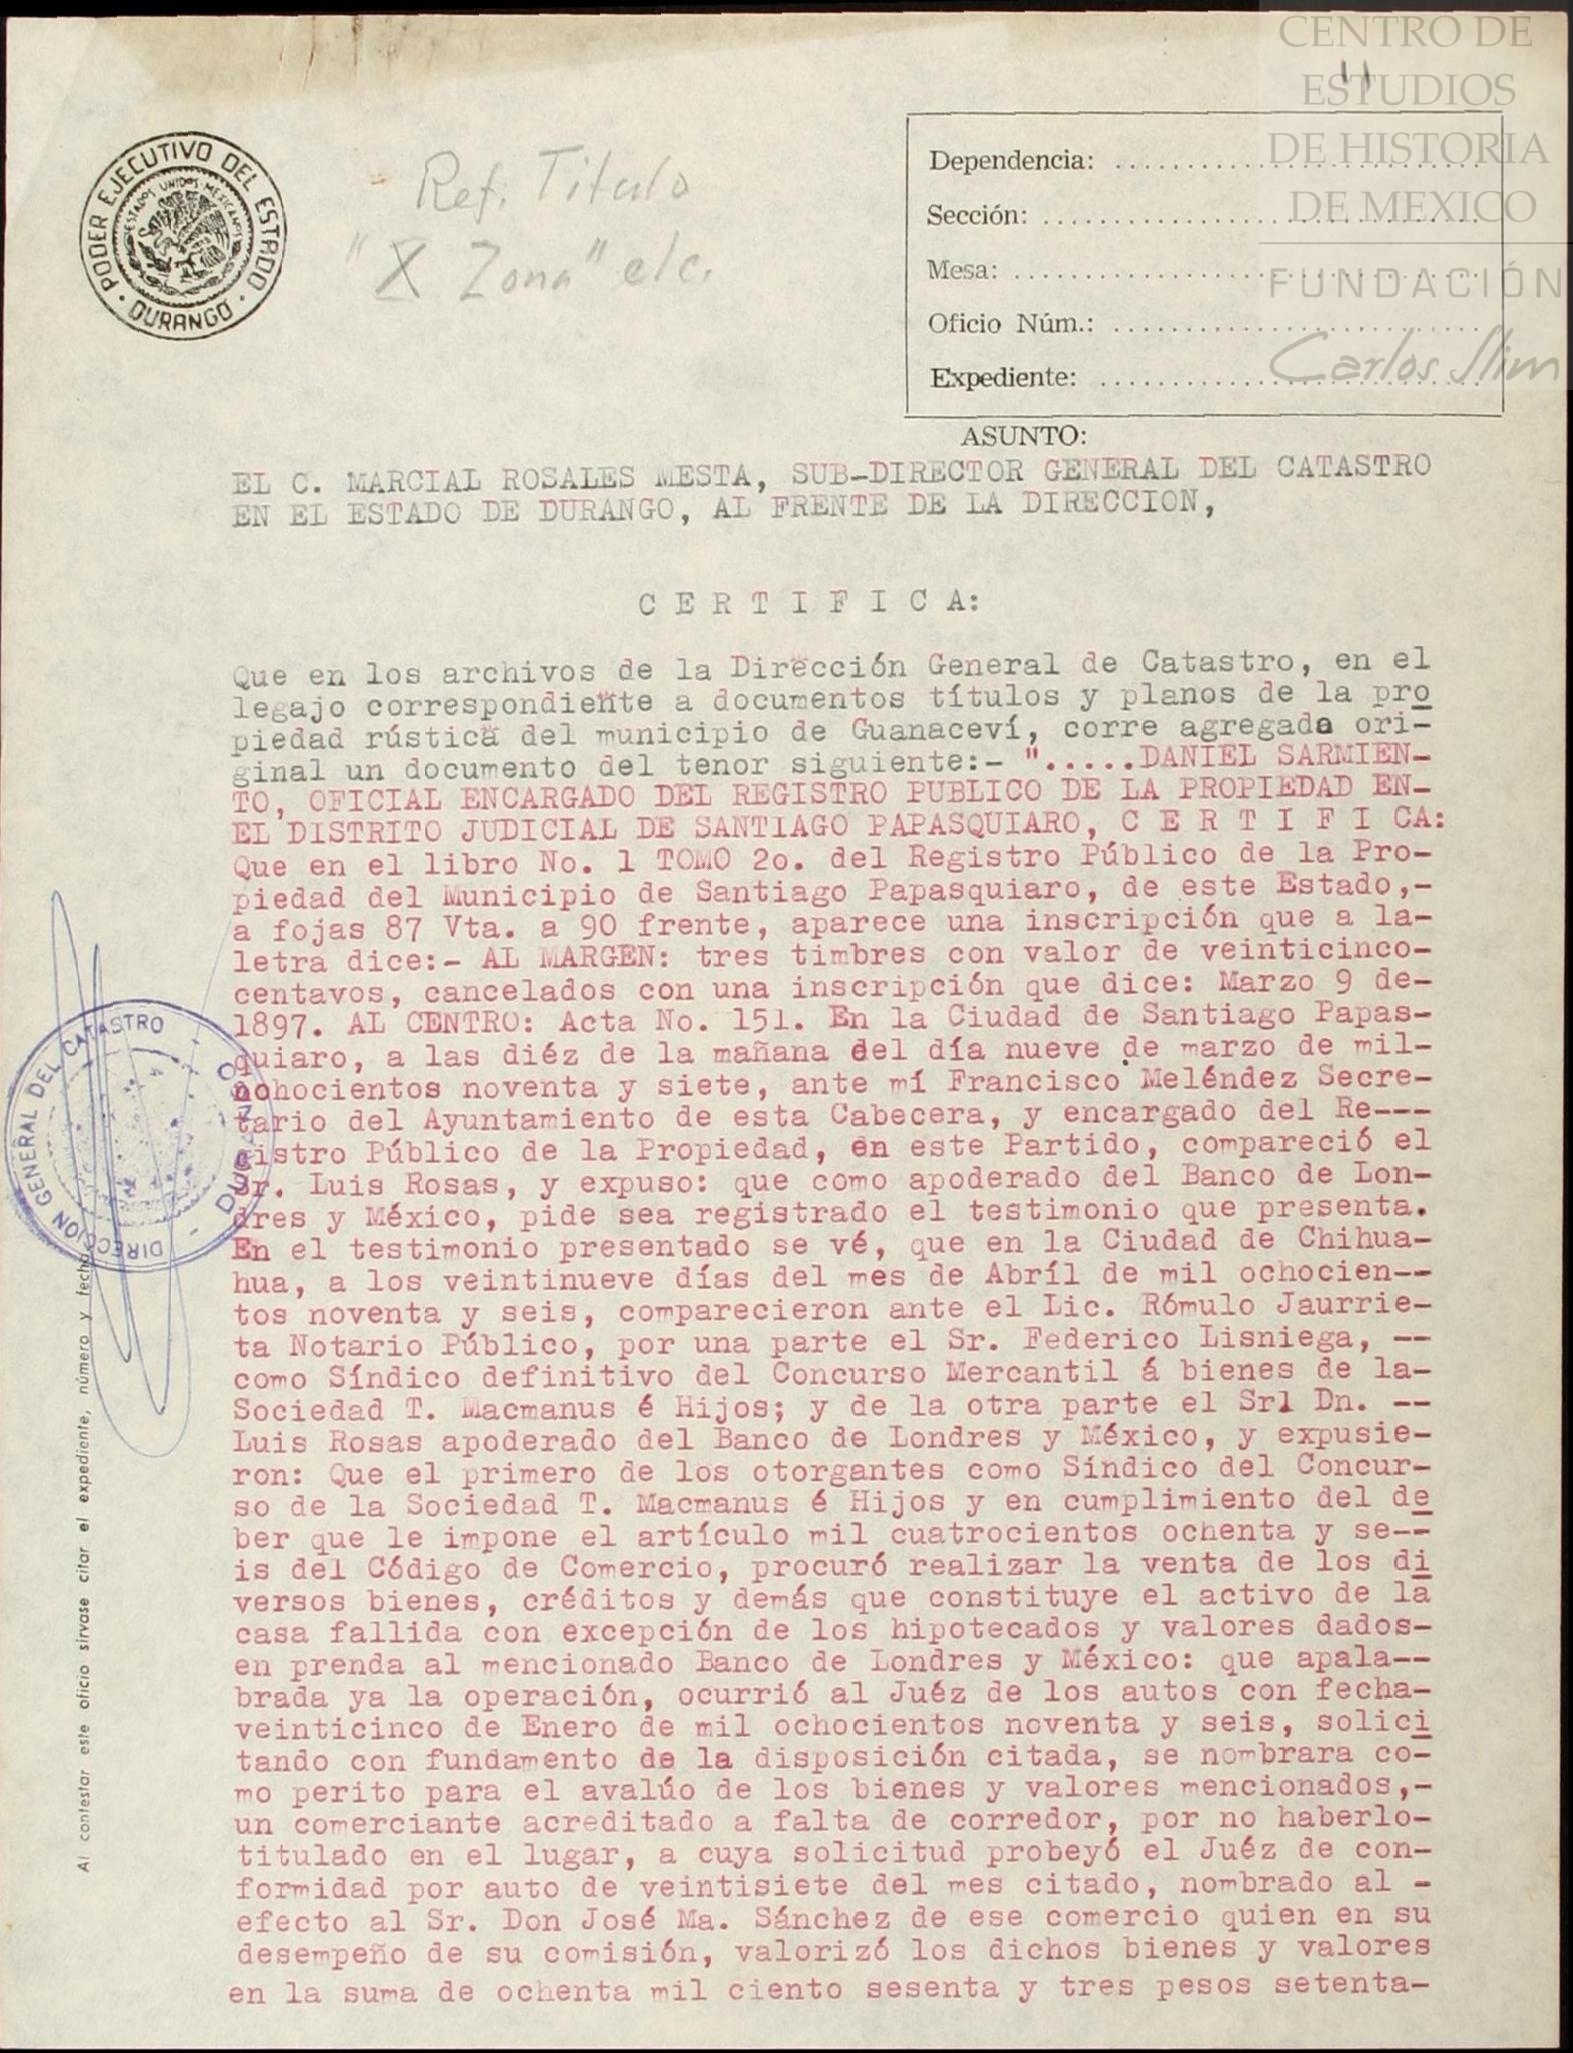 CENTRO DE
ESTUDIOS
DE HISTORIA
DE MEXICO
FUNDACIÓN
Carlos Slim
11
PODER EJECUTIVO DEL ESTADO
ESTADOS UNIDOS MEXICANOS
DURANGO
Ref. Titulo
"X Zona" etc.
Dependencia:
Sección:
Mesa:
Oficio Núm.:
Expediente:
ASUNTO:
EL C. MARCIAL ROSALES MESTA, SUB-DIRECTOR GENERAL DEL CATASTRO
EN EL ESTADO DE DURANGO, AL FRENTE DE LA DIRECCION,
C E R T I F I C A:
Que en los archivos de la Dirección General de Catastro, en el
legajo correspondiente a documentos títulos y planos de la pro
piedad rústica del municipio de Guanaceví, corre agregado ori-
ginal un documento del tenor siguiente:- ".....DANIEL SARMIEN-
TO, OFICIAL ENCARGADO DEL REGISTRO PUBLICO DE LA PROPIEDAD EN-
EL DISTRITO JUDICIAL DE SANTIAGO PAPASQUIARO, C E R T I F I CA:
Que en el libro No. 1 TOMO 2o. del Registro Público de la Pro-
piedad del Municipio de Santiago Papasquiaro, de este Estado,-
a fojas 87 Vta. a 90 frente, aparece una inscripción que a la-
letra dice:- AL MARGEN: tres timbres con valor de veinticinco-
centavos, cancelados con una inscripción que dice: Marzo 9 de-
1897. AL CENTRO: Acta No. 151. En la Ciudad de Santiago Papas-
quiaro, a las diéz de la mañana del día nueve de marzo de mil-
ochocientos noventa y siete, ante mí Francisco Meléndez Secre-
tario del Ayuntamiento de esta Cabecera, y encargado del Re---
gistro Público de la Propiedad, en este Partido, compareció el
Sr. Luis Rosas, y expuso: que como apoderado del Banco de Lon-
dres y México, pide sea registrado el testimonio que presenta.
En el testimonio presentado se vé, que en la Ciudad de Chihua-
hua, a los veintinueve días del mes de Abríl de mil ochocien--
tos noventa y seis, comparecieron ante el Lic. Rómulo Jaurrie-
ta Notario Público, por una parte el Sr. Federico Lisniega, --
como Síndico definitivo del Concurso Mercantil á bienes de la-
Sociedad T. Macmanus é Hijos; y de la otra parte el Srl Dn. --
Luis Rosas apoderado del Banco de Londres y México, y expusie-
ron: Que el primero de los otorgantes como Síndico del Concur-
so de la Sociedad T. Macmanus é Hijos y en cumplimiento del de
ber que le impone el artículo mil cuatrocientos ochenta y se--
is del Código de Comercio, procuró realizar la venta de los di
versos bienes, créditos y demás que constituye el activo de la
casa fallida con excepción de los hipotecados y valores dados-
en prenda al mencionado Banco de Londres y México: que apala--
brada ya la operación, ocurrió al Juéz de los autos con fecha-
veinticinco de Enero de mil ochocientos noventa y seis, solici
tando con fundamento de la disposición citada, se nombrara co-
mo perito para el avalúo de los bienes y valores mencionados,-
un comerciante acreditado a falta de corredor, por no haberlo-
titulado en el lugar, a cuya solicitud probeyó el Juéz de con-
formidad por auto de veintisiete del mes citado, nombrado al -
efecto al Sr. Don José Ma. Sánchez de ese comercio quien en su
desempeño de su comisión, valorizó los dichos bienes y valores
en la suma de ochenta mil ciento sesenta y tres pesos setenta-
DIRECCION GENERAL DEL CATASTRO - DURANGO -
Al contestar este oficio sírvase citar el expediente, número y fecha